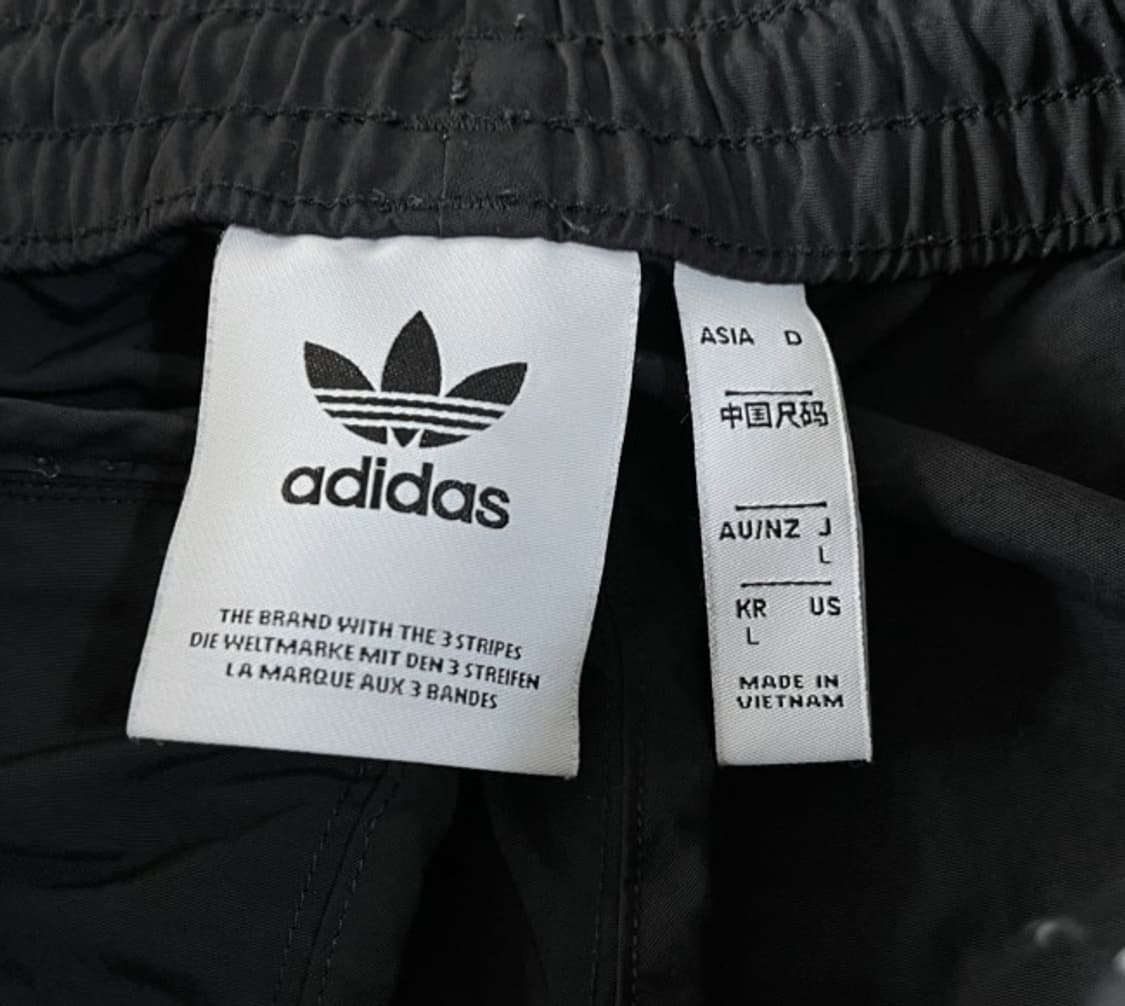 adidas
THE BRAND WITH THE 3 STRIPES
DIE WELTMARKE MIT DEN 3 STREIFEN
LA MARQUE AUX 3 BANDES
ASIA D
中国尺码
AU/NZ J
L
KR US
L
MADE IN
VIETNAM